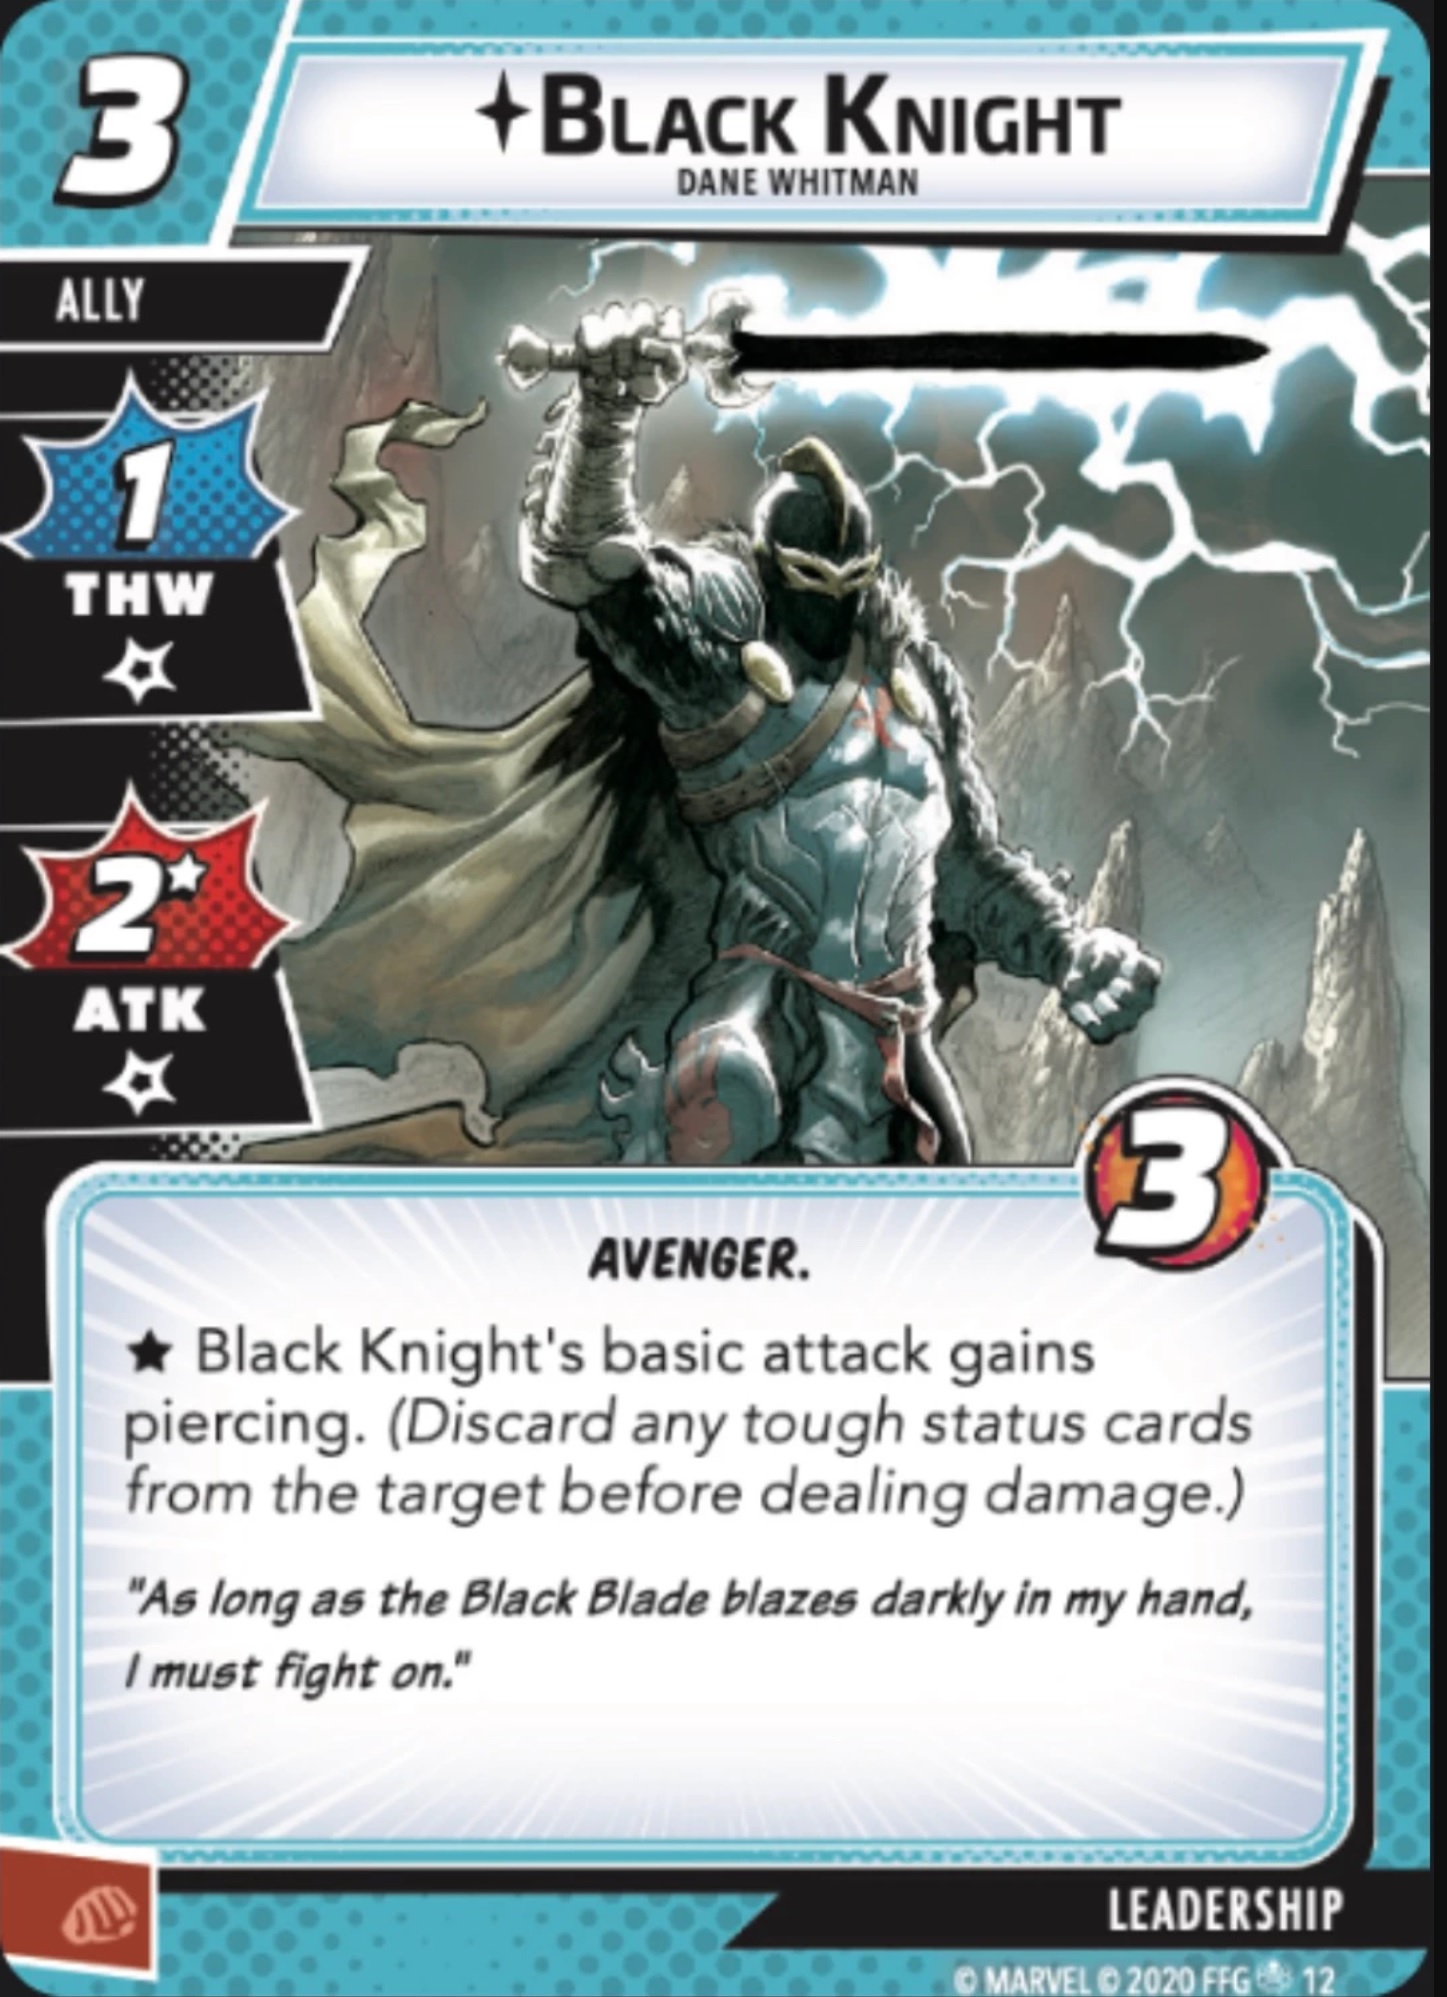 3
BLACK KNIGHT
DANE WHITMAN
ALLY
1
THW
2
ATK
3
AVENGER.
★ Black Knight's basic attack gains
piercing. (Discard any tough status cards
from the target before dealing damage.)
"As long as the Black Blade blazes darkly in my hand,
I must fight on."
LEADERSHIP
© MARVEL © 2020 FFG 12